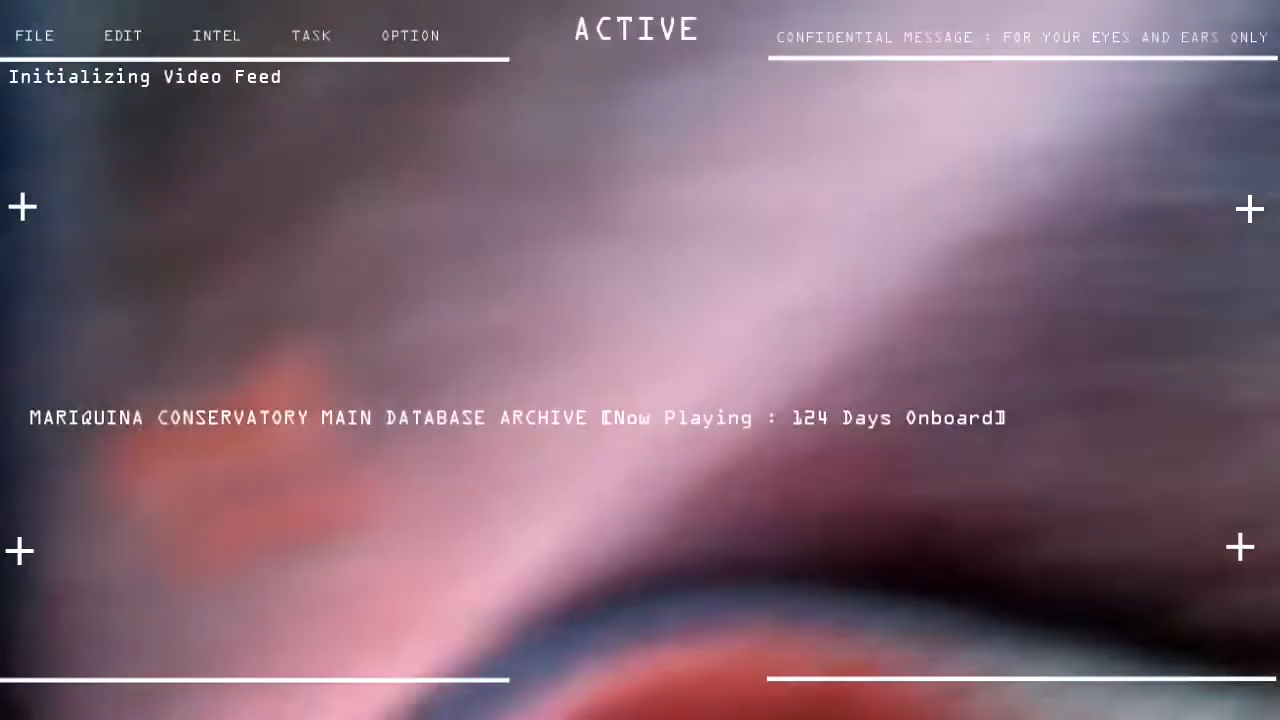 FILE EDIT INTEL TASK OPTION
ACTIVE
CONFIDENTIAL MESSAGE : FOR YOUR EYES AND EARS ONLY
Initializing Video Feed
MARIQUINA CONSERVATORY MAIN DATABASE ARCHIVE [Now Playing : 124 Days Onboard]